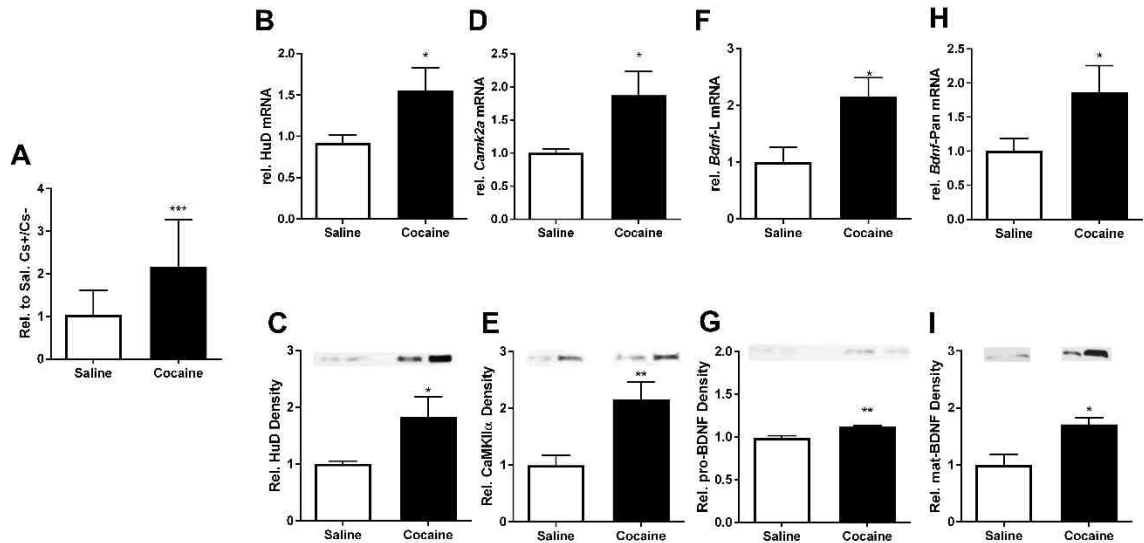 A
Rel. to Sal. Cs+/Cs-
4
3
2
1
0
***
Saline Cocaine
B
rel. HuD mRNA
2.0
1.5
1.0
0.5
0.0
*
Saline Cocaine
D
rel. Camk2a mRNA
2.5
2.0
1.5
1.0
0.5
0.0
*
Saline Cocaine
F
rel. Bdnf-L mRNA
3
2
1
0
*
Saline Cocaine
H
rel. Bdnf-Pan mRNA
2.5
2.0
1.5
1.0
0.5
0.0
*
Saline Cocaine
C
Rel. HuD Density
3
2
1
0
*
Saline Cocaine
E
Rel. CaMKIIα Density
3
2
1
0
**
Saline Cocaine
G
Rel. pro-BDNF Density
2.0
1.5
1.0
0.5
0.0
**
Saline Cocaine
I
Rel. mat-BDNF Density
3
2
1
0
*
Saline Cocaine